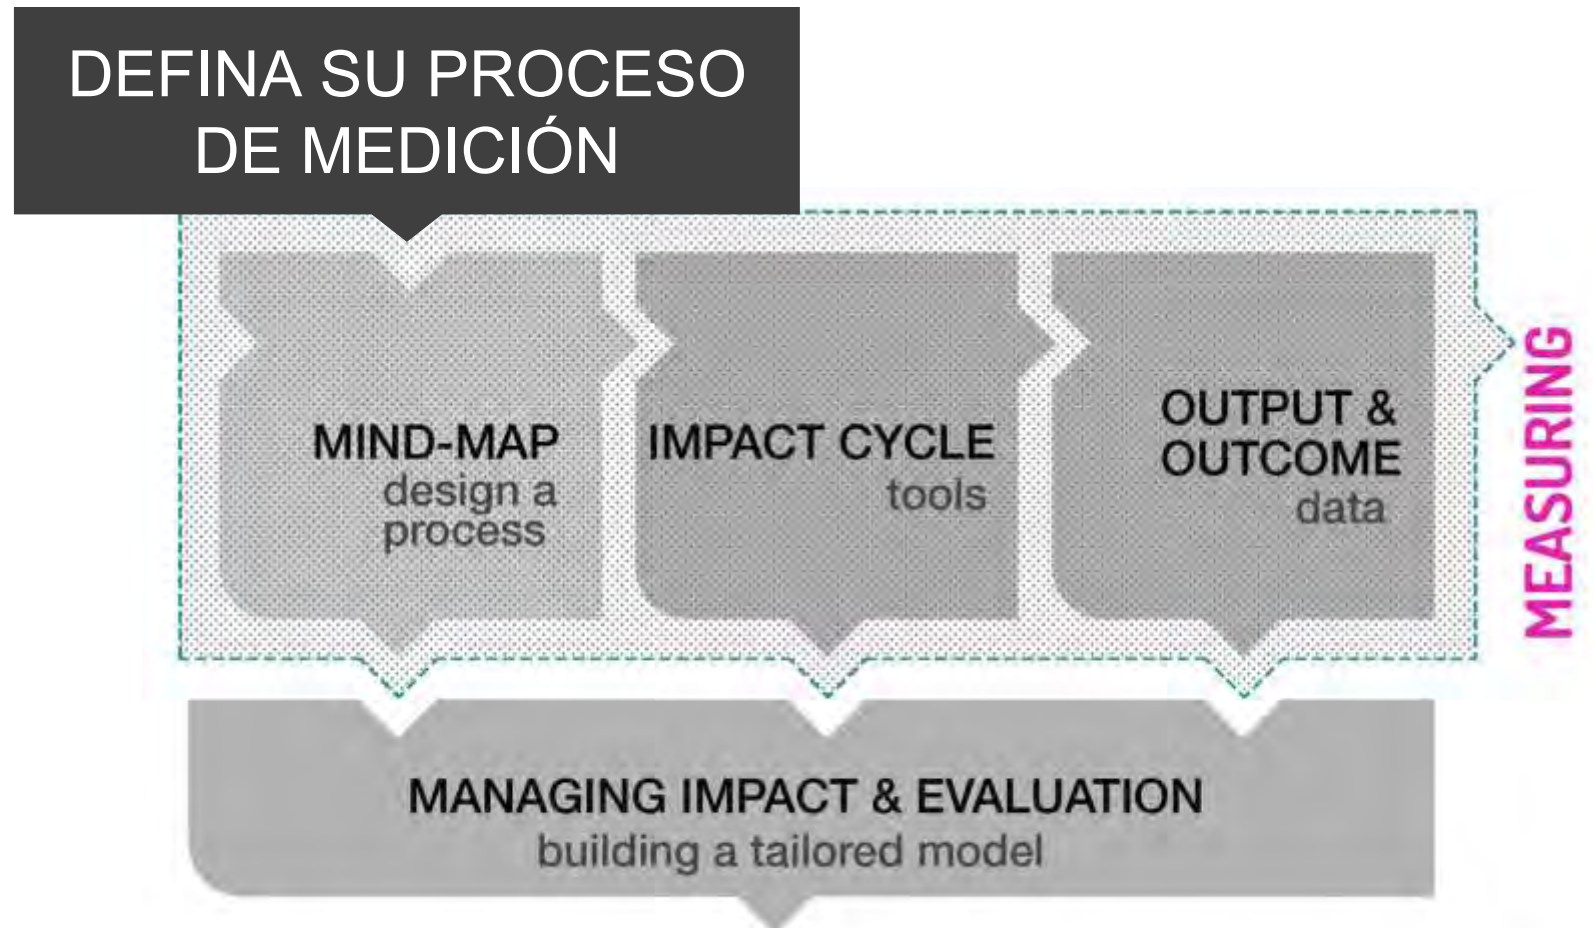 DEFINA SU PROCESO
DE MEDICIÓN
MIND-MAP
design a
process
IMPACT CYCLE
tools
OUTPUT &
OUTCOME
data
MEASURING
MANAGING IMPACT & EVALUATION
building a tailored model